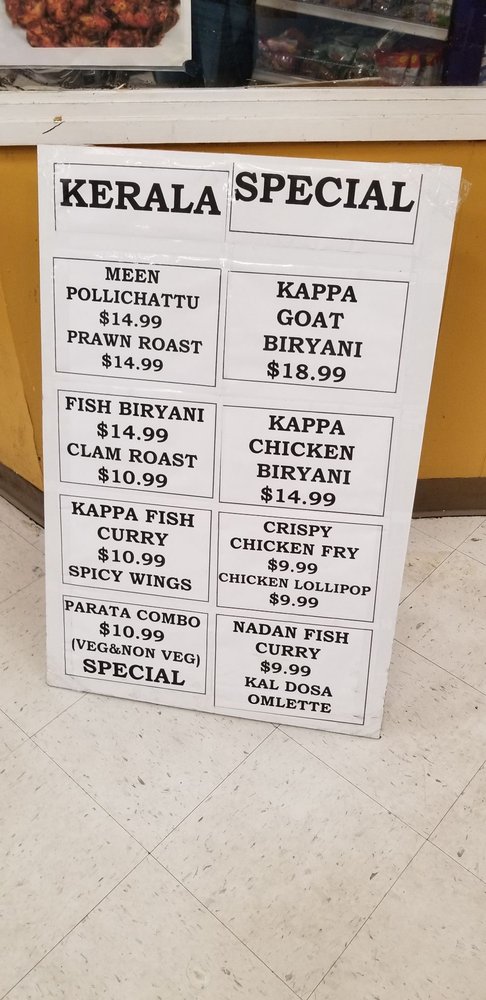 KERALA SPECIAL
MEEN
POLLICHATTU
$14.99
PRAWN ROAST
$14.99
KAPPA
GOAT
BIRYANI
$18.99
FISH BIRYANI
$14.99
CLAM ROAST
$10.99
KAPPA
CHICKEN
BIRYANI
$14.99
KAPPA FISH
CURRY
$10.99
SPICY WINGS
CRISPY
CHICKEN FRY
$9.99
CHICKEN LOLLIPOP
$9.99
PARATA COMBO
$10.99
(VEG&NON VEG)
SPECIAL
NADAN FISH
CURRY
$9.99
KAL DOSA
OMLETTE